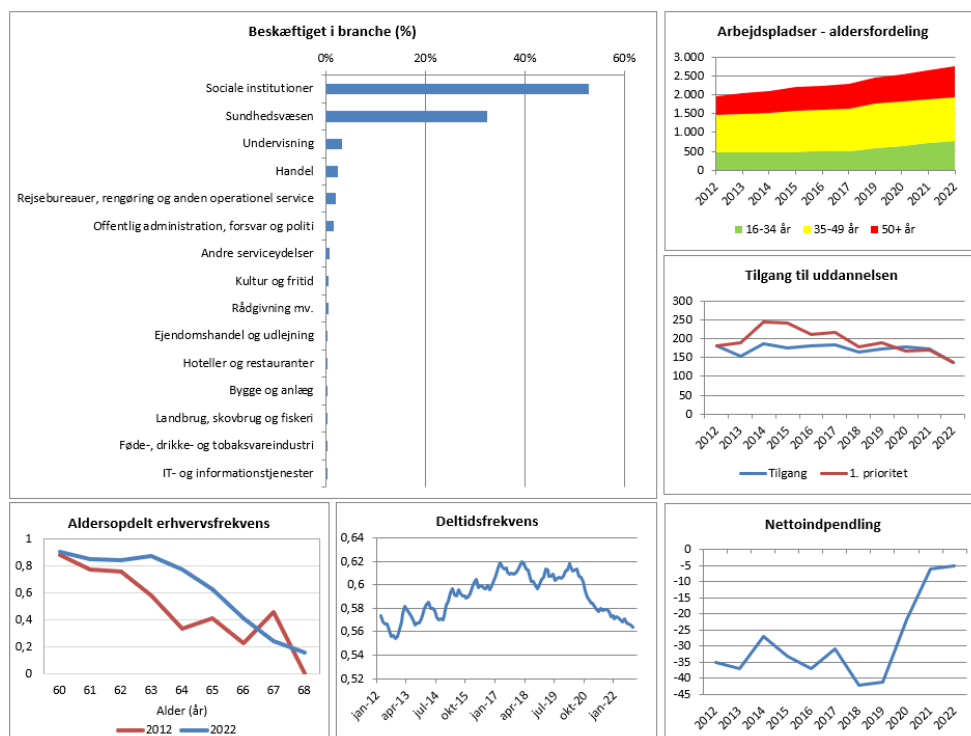 Beskæftiget i branche (%)
0% 20% 40% 60%
Sociale institutioner
Sundhedsvæsen
Undervisning
Handel
Rejsebureauer, rengøring og anden operationel service
Offentlig administration, forsvar og politi
Andre serviceydelser
Kultur og fritid
Rådgivning mv.
Ejendomshandel og udlejning
Hoteller og restauranter
Bygge og anlæg
Landbrug, skovbrug og fiskeri
Føde-, drikke- og tobaksvareindustri
IT- og informationstjenester
Arbejdspladser - aldersfordeling
3.000
2.500
2.000
1.500
1.000
500
0
2012 2013 2014 2015 2016 2017 2019 2020 2021 2022
16-34 år 35-49 år 50+ år
Tilgang til uddannelsen
300
250
200
150
100
50
0
2012 2013 2014 2015 2016 2017 2018 2019 2020 2021 2022
Tilgang 1. prioritet
Aldersopdelt erhvervsfrekvens
1
0,8
0,6
0,4
0,2
0
60 61 62 63 64 65 66 67 68
Alder (år)
2012 2022
Deltidsfrekvens
0,64
0,62
0,6
0,58
0,56
0,54
0,52
jan-12 apr-13 jul-14 okt-15 jan-17 apr-18 jul-19 okt-20 jan-22
Nettoindpendling
-0
-5
-10
-15
-20
-25
-30
-35
-40
-45
2012 2013 2014 2015 2016 2017 2018 2019 2020 2021 2022